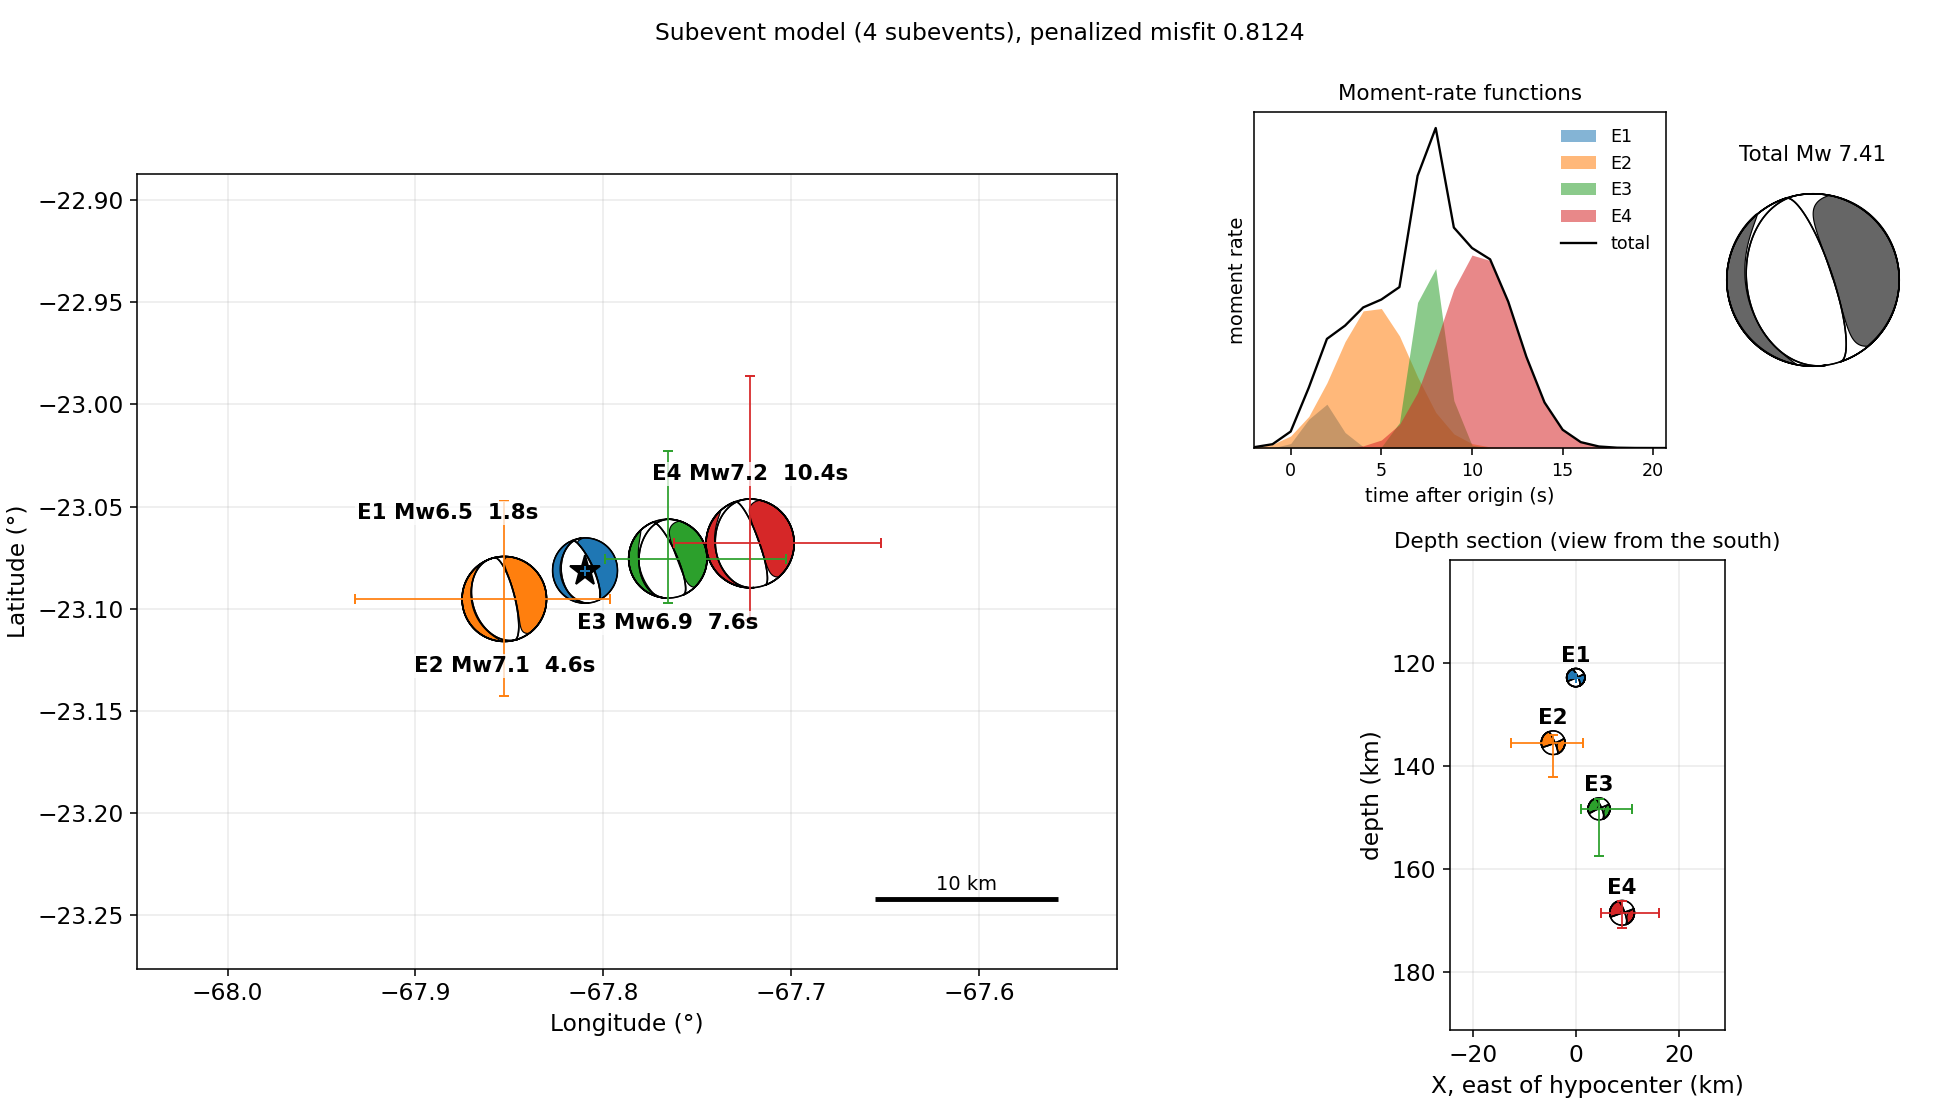 Subevent model (4 subevents), penalized misfit 0.8124
Latitude (°)
−22.90
−22.95
−23.00
−23.05
−23.10
−23.15
−23.20
−23.25
E4 Mw7.2 10.4s
E1 Mw6.5 1.8s
E3 Mw6.9 7.6s
E2 Mw7.1 4.6s
10 km
−68.0
−67.9
−67.8
−67.7
−67.6
Longitude (°)
Moment-rate functions
moment rate
E1
E2
E3
E4
total
0
5
10
15
20
time after origin (s)
Total Mw 7.41
Depth section (view from the south)
depth (km)
120
140
160
180
E1
E2
E3
E4
−20
0
20
X, east of hypocenter (km)